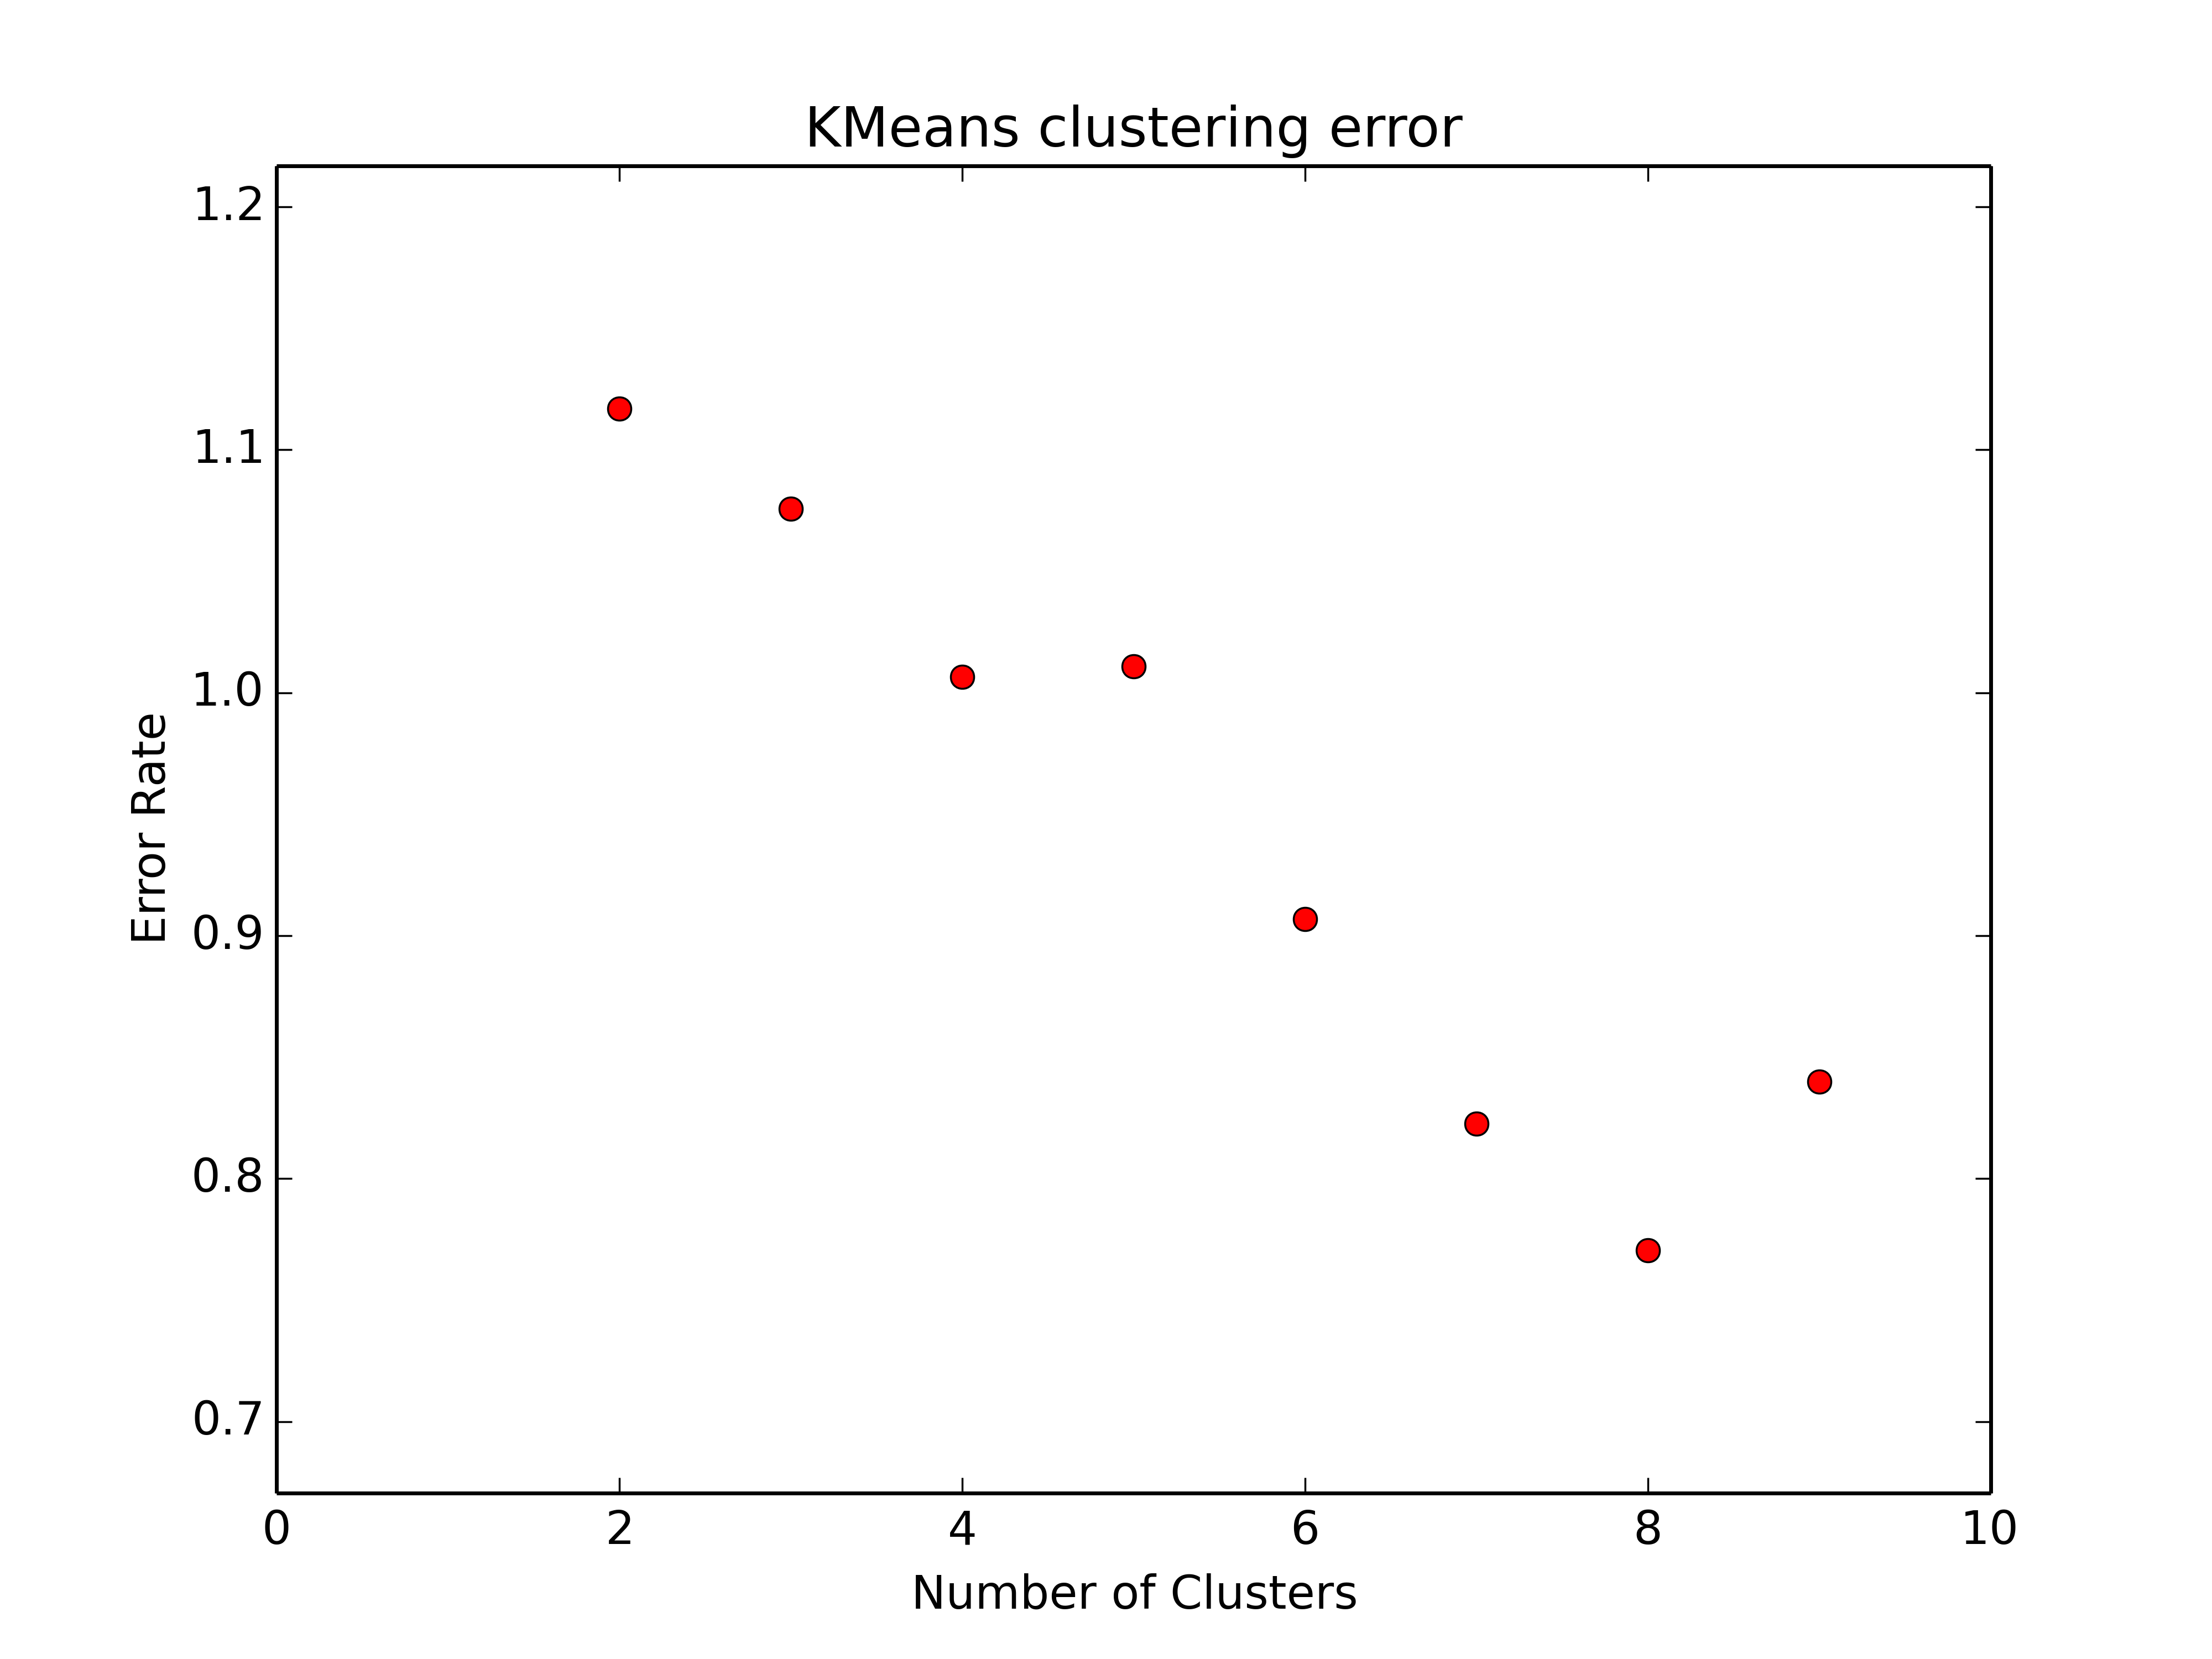 KMeans clustering error
1.2
1.1
1.0
0.9
0.8
0.7
Error Rate
0 2 4 6 8 10
Number of Clusters